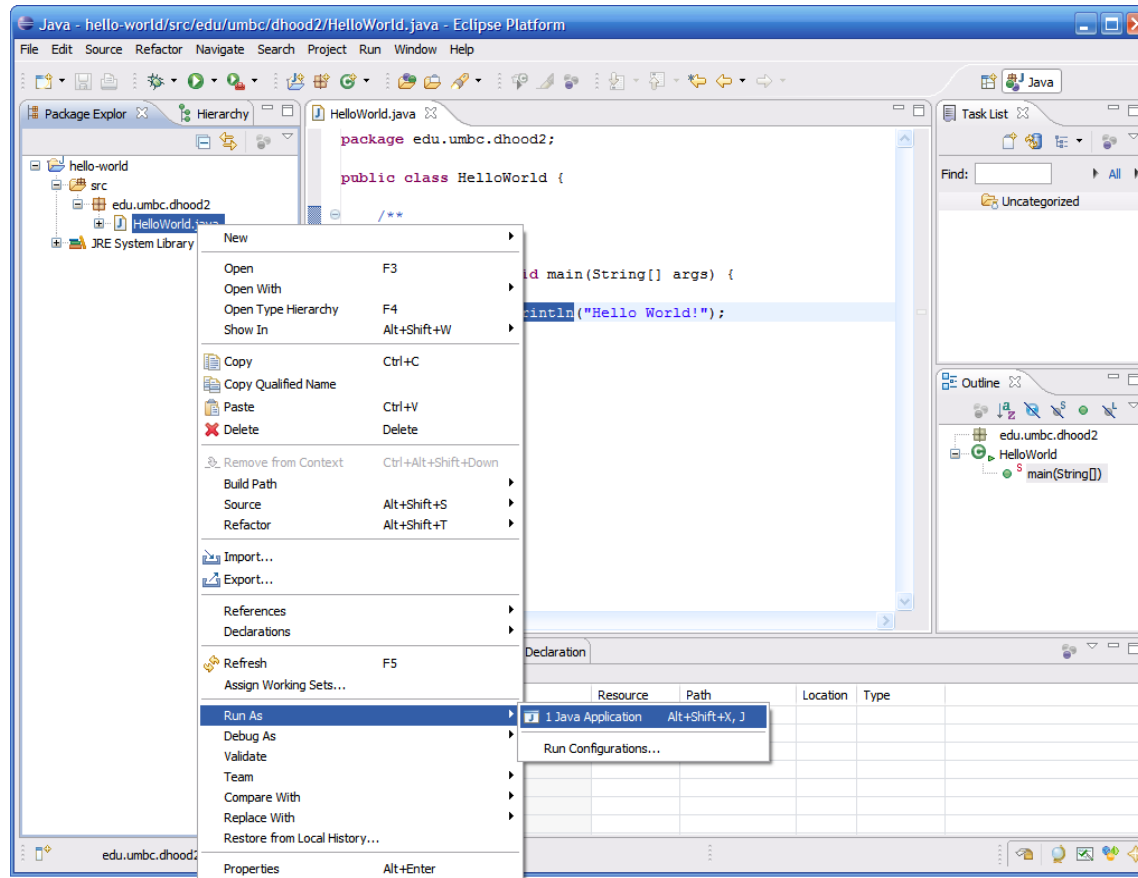 Java - hello-world/src/edu/umbc/dhood2/HelloWorld.java - Eclipse Platform
File Edit Source Refactor Navigate Search Project Run Window Help
Java
Package Explor Hierarchy
hello-world
src
edu.umbc.dhood2
HelloWorld.java
JRE System Library
HelloWorld.java
package edu.umbc.dhood2;
public class HelloWorld {
/**
id main(String[] args) {
rintln("Hello World!");
New
Open F3
Open With
Open Type Hierarchy F4
Show In Alt+Shift+W
Copy Ctrl+C
Copy Qualified Name
Paste Ctrl+V
Delete Delete
Remove from Context Ctrl+Alt+Shift+Down
Build Path
Source Alt+Shift+S
Refactor Alt+Shift+T
Import...
Export...
References
Declarations
Refresh F5
Assign Working Sets...
Run As
Debug As
Validate
Team
Compare With
Replace With
Restore from Local History...
Properties Alt+Enter
1 Java Application Alt+Shift+X, J
Run Configurations...
Task List
Find: All
Uncategorized
Outline
edu.umbc.dhood2
HelloWorld
main(String[])
Declaration
Resource Path Location Type
edu.umbc.dhood2